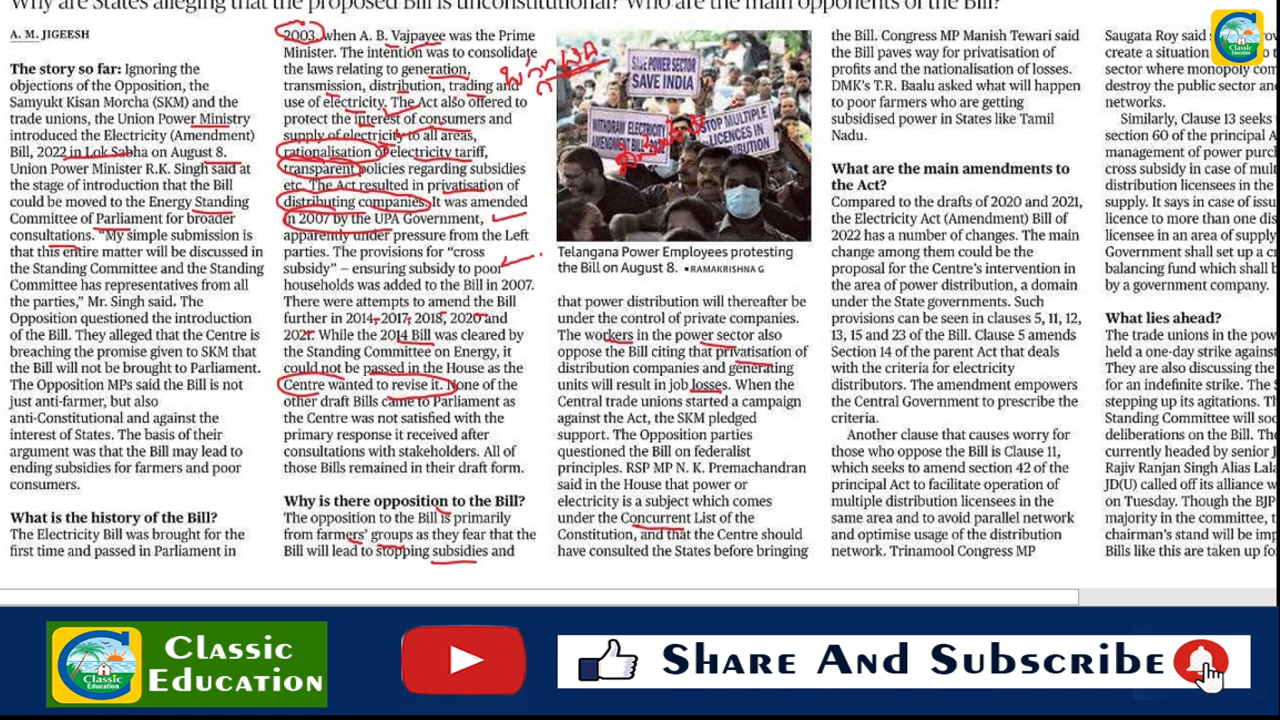 Why are States alleging that the proposed Bill is unconstitutional? Who are the main opponents of the Bill?
A. M. JIGEESH
The story so far: Ignoring the
objections of the Opposition, the
Samyukt Kisan Morcha (SKM) and the
trade unions, the Union Power Ministry
introduced the Electricity (Amendment)
Bill, 2022 in Lok Sabha on August 8.
Union Power Minister R.K. Singh said at
the stage of introduction that the Bill
could be moved to the Energy Standing
Committee of Parliament for broader
consultations. “My simple submission is
that this entire matter will be discussed in
the Standing Committee and the Standing
Committee has representatives from all
the parties,” Mr. Singh said. The
Opposition questioned the introduction
of the Bill. They alleged that the Centre is
breaching the promise given to SKM that
the Bill will not be brought to Parliament.
The Opposition MPs said the Bill is not
just anti-farmer, but also
anti-Constitutional and against the
interest of States. The basis of their
argument was that the Bill may lead to
ending subsidies for farmers and poor
consumers.
What is the history of the Bill?
The Electricity Bill was brought for the
first time and passed in Parliament in
2003, when A. B. Vajpayee was the Prime
Minister. The intention was to consolidate
the laws relating to generation,
transmission, distribution, trading and
use of electricity. The Act also offered to
protect the interest of consumers and
supply of electricity to all areas,
rationalisation of electricity tariff,
transparent policies regarding subsidies
etc. The Act resulted in privatisation of
distributing companies. It was amended
in 2007 by the UPA Government,
apparently under pressure from the Left
parties. The provisions for “cross
subsidy” – ensuring subsidy to poor
households was added to the Bill in 2007.
There were attempts to amend the Bill
further in 2014, 2017, 2018, 2020 and
2021. While the 2014 Bill was cleared by
the Standing Committee on Energy, it
could not be passed in the House as the
Centre wanted to revise it. None of the
other draft Bills came to Parliament as
the Centre was not satisfied with the
primary response it received after
consultations with stakeholders. All of
those Bills remained in their draft form.
Why is there opposition to the Bill?
The opposition to the Bill is primarily
from farmers’ groups as they fear that the
Bill will lead to stopping subsidies and
SAVE POWER SECTOR
SAVE INDIA
WITHDRAW ELECTRICITY
AMENDMENT BILL
STOP MULTIPLE
LICENCES IN
Telangana Power Employees protesting
the Bill on August 8. ▪ RAMAKRISHNA G
that power distribution will thereafter be
under the control of private companies.
The workers in the power sector also
oppose the Bill citing that privatisation of
distribution companies and generating
units will result in job losses. When the
Central trade unions started a campaign
against the Act, the SKM pledged
support. The Opposition parties
questioned the Bill on federalist
principles. RSP MP N. K. Premachandran
said in the House that power or
electricity is a subject which comes
under the Concurrent List of the
Constitution, and that the Centre should
have consulted the States before bringing
the Bill. Congress MP Manish Tewari said
the Bill paves way for privatisation of
profits and the nationalisation of losses.
DMK’s T.R. Baalu asked what will happen
to poor farmers who are getting
subsidised power in States like Tamil
Nadu.
What are the main amendments to
the Act?
Compared to the drafts of 2020 and 2021,
the Electricity Act (Amendment) Bill of
2022 has a number of changes. The main
change among them could be the
proposal for the Centre’s intervention in
the area of power distribution, a domain
under the State governments. Such
provisions can be seen in clauses 5, 11, 12,
13, 15 and 23 of the Bill. Clause 5 amends
Section 14 of the parent Act that deals
with the criteria for electricity
distributors. The amendment empowers
the Central Government to prescribe the
criteria.
Another clause that causes worry for
those who oppose the Bill is Clause 11,
which seeks to amend section 42 of the
principal Act to facilitate operation of
multiple distribution licensees in the
same area and to avoid parallel network
and optimise usage of the distribution
network. Trinamool Congress MP
Saugata Roy said
create a situation
sector where monopoly
destroy the public sector and
networks.
Similarly, Clause 13 seeks
section 60 of the principal
management of power
cross subsidy in case of
distribution licensees in the
supply. It says in case of
licence to more than one
licensee in an area of supply
Government shall set up a
balancing fund which shall
by a government company.
What lies ahead?
The trade unions in the
held a one-day strike against
They are also discussing the
for an indefinite strike. The
stepping up its agitations.
Standing Committee will
deliberations on the Bill.
currently headed by senior
Rajiv Ranjan Singh Alias
JD(U) called off its alliance
on Tuesday. Though the BJP
majority in the committee,
chairman’s stand will be
Bills like this are taken up
Classic
Education
Classic
Education
Classic
Education
Share And Subscribe